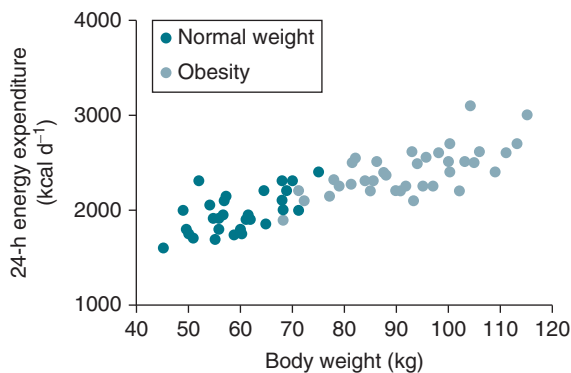 4000
3000
2000
1000
24-h energy expenditure
(kcal d⁻¹)
Normal weight
Obesity
40 50 60 70 80 90 100 110 120
Body weight (kg)